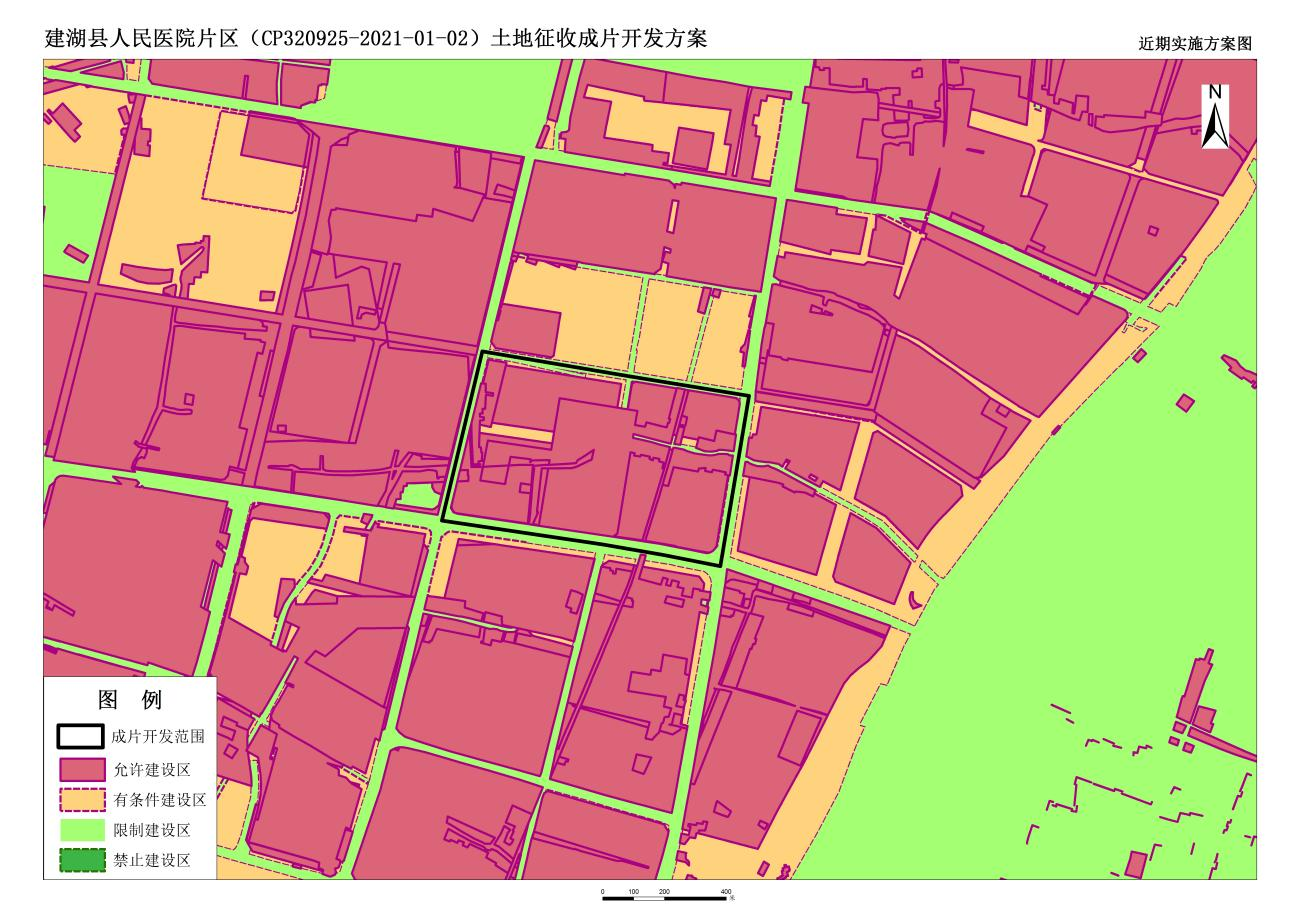 建湖县人民医院片区（CP320925-2021-01-02）土地征收成片开发方案
近期实施方案图
N
图 例
成片开发范围
允许建设区
有条件建设区
限制建设区
禁止建设区
0 100 200 400
米